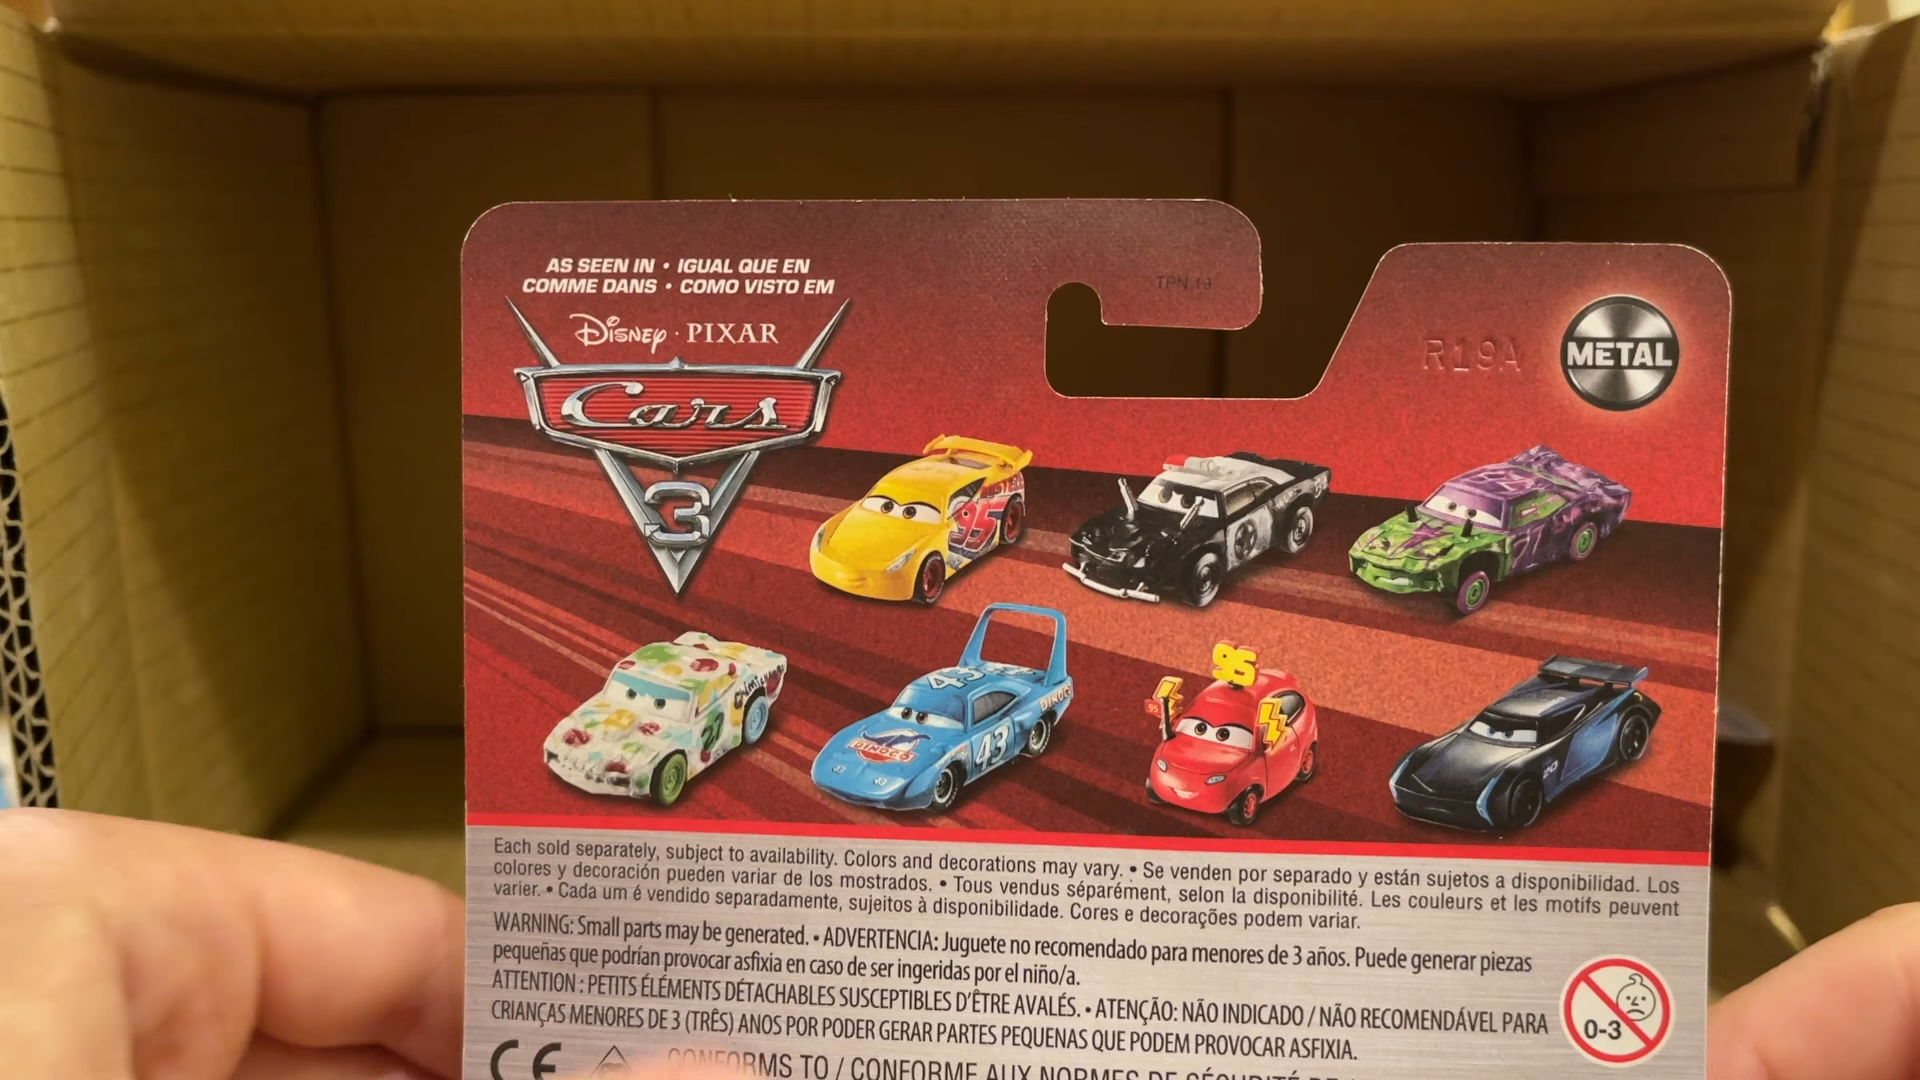 AS SEEN IN • IGUAL QUE EN
COMME DANS • COMO VISTO EM
Disney · PIXAR
Cars
3
TPN 19
R19A
METAL
95
43
DINOCO
43
DINOCO
95
95
20
Each sold separately, subject to availability. Colors and decorations may vary. • Se venden por separado y están sujetos a disponibilidad. Los
colores y decoración pueden variar de los mostrados. • Tous vendus séparément, selon la disponibilité. Les couleurs et les motifs peuvent
varier. • Cada um é vendido separadamente, sujeitos à disponibilidade. Cores e decorações podem variar.
WARNING: Small parts may be generated. • ADVERTENCIA: Juguete no recomendado para menores de 3 años. Puede generar piezas
pequeñas que podrían provocar asfixia en caso de ser ingeridas por el niño/a.
ATTENTION : PETITS ÉLÉMENTS DÉTACHABLES SUSCEPTIBLES D'ÊTRE AVALÉS. • ATENÇÃO: NÃO INDICADO / NÃO RECOMENDÁVEL PARA
CRIANÇAS MENORES DE 3 (TRÊS) ANOS POR PODER GERAR PARTES PEQUENAS QUE PODEM PROVOCAR ASFIXIA.
0-3
CE
CONFORMS TO / CONFORME AUX NORMES DE SÉCURITÉ DE